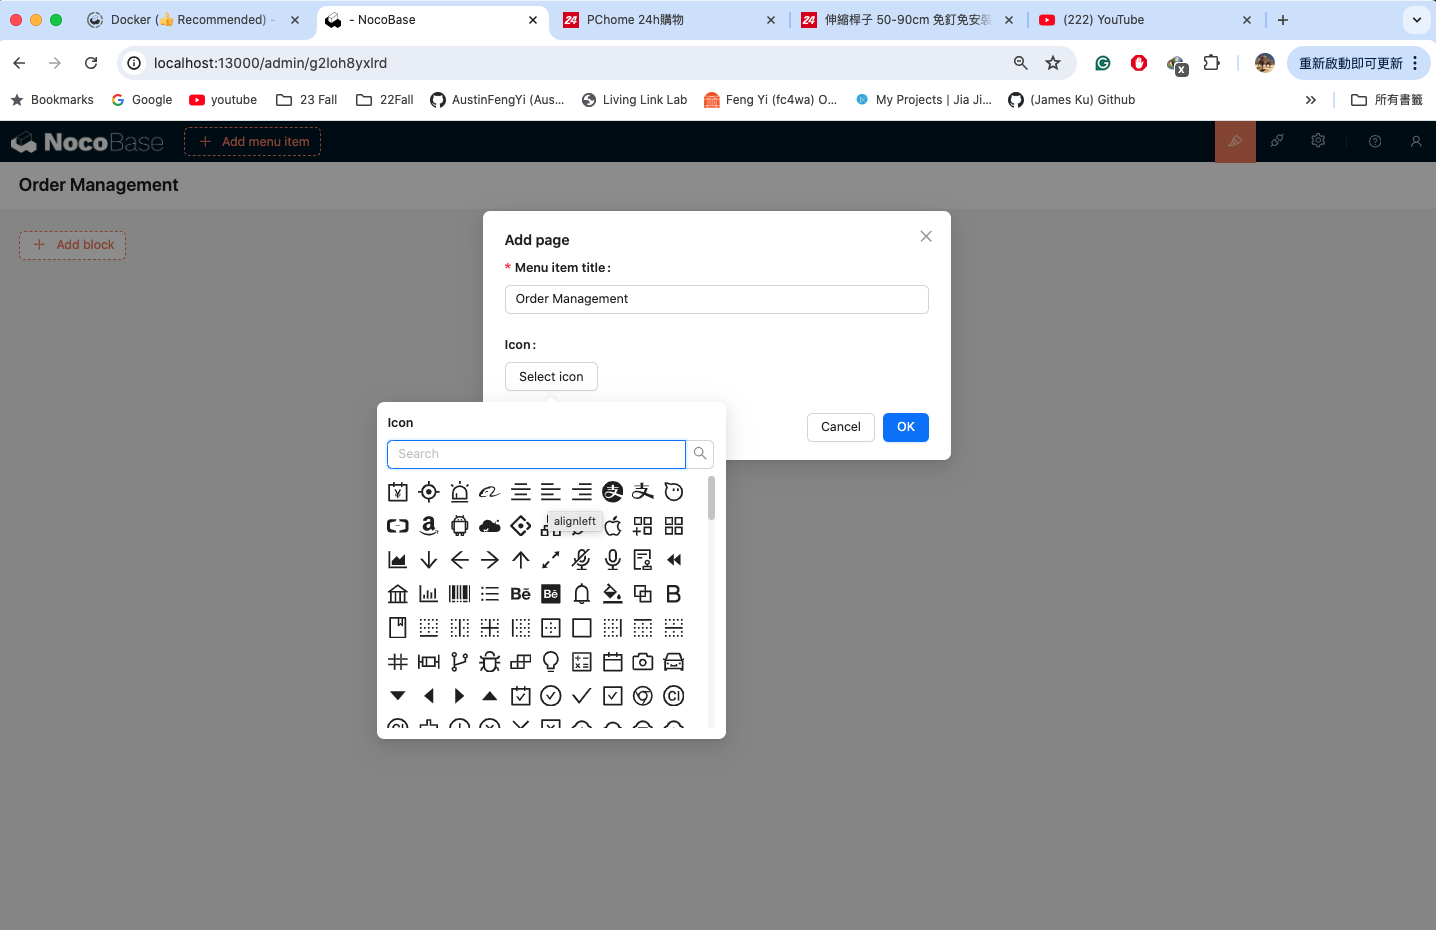 Docker (👍 Recommended) -
- NocoBase
PChome 24h購物
伸縮桿子 50-90cm 免釘免安裝
(222) YouTube
localhost:13000/admin/g2loh8yxlrd
重新啟動即可更新
Bookmarks
Google
youtube
23 Fall
22Fall
AustinFengYi (Aus...
Living Link Lab
Feng Yi (fc4wa) O...
My Projects | Jia Ji...
(James Ku) Github
所有書籤
NocoBase
Add menu item
Order Management
Add block
Add page
* Menu item title :
Order Management
Icon :
Select icon
Cancel
OK
Icon
Search
alignleft